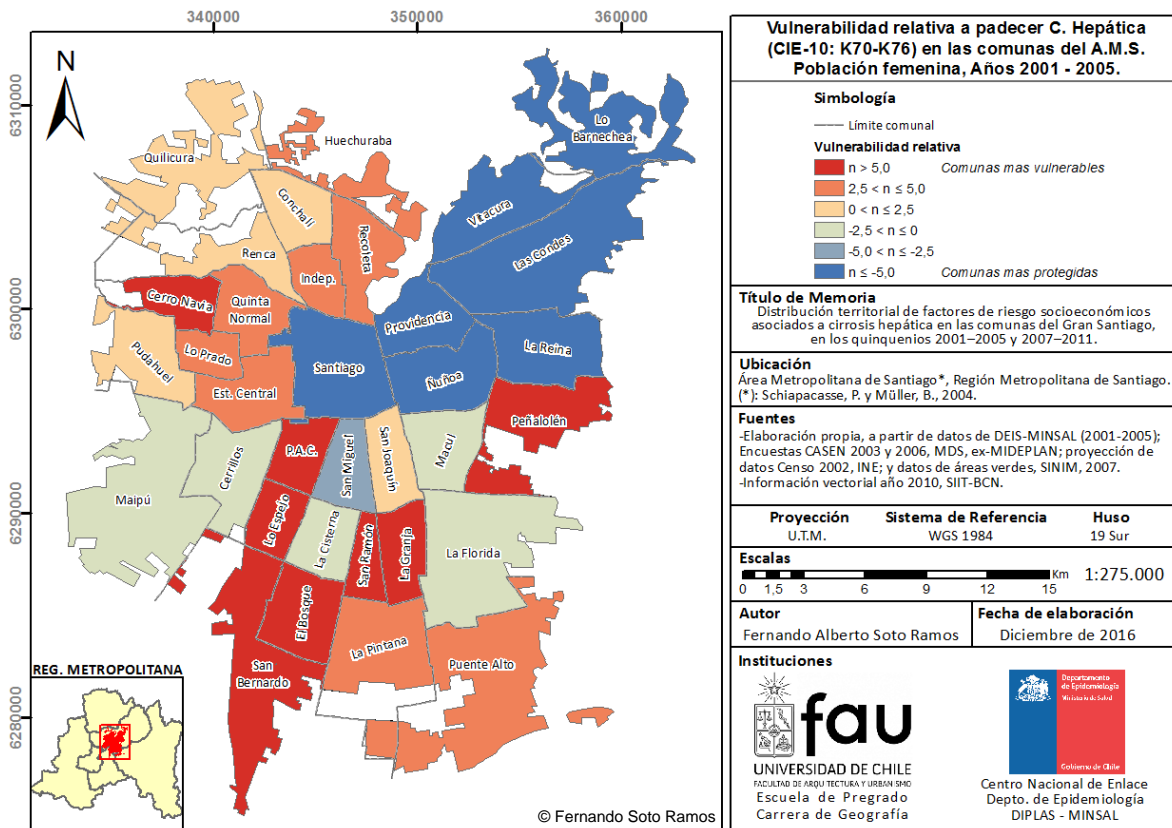 340000
350000
360000
6310000
6300000
6290000
6280000
N
Lo
Barnechea
Huechuraba
Quilicura
Conchalí
Vitacura
Recoleta
Las Condes
Renca
Indep.
Cerro Navia
Quinta
Normal
Providencia
La Reina
Lo Prado
Pudahuel
Santiago
Ñuñoa
Est. Central
Peñalolén
P.A.C.
San Miguel
San Joaquín
Macul
Cerrillos
Maipú
Lo Espejo
La Cisterna
San Ramón
La Granja
La Florida
El Bosque
La Pintana
San
Bernardo
Puente Alto
REG. METROPOLITANA
© Fernando Soto Ramos
Vulnerabilidad relativa a padecer C. Hepática
(CIE-10: K70-K76) en las comunas del A.M.S.
Población femenina, Años 2001 - 2005.
Simbología
Límite comunal
Vulnerabilidad relativa
n > 5,0 Comunas mas vulnerables
2,5 < n ≤ 5,0
0 < n ≤ 2,5
-2,5 < n ≤ 0
-5,0 < n ≤ -2,5
n ≤ -5,0 Comunas mas protegidas
Título de Memoria
Distribución territorial de factores de riesgo socioeconómicos
asociados a cirrosis hepática en las comunas del Gran Santiago,
en los quinquenios 2001–2005 y 2007–2011.
Ubicación
Área Metropolitana de Santiago*, Región Metropolitana de Santiago.
(*): Schiapacasse, P. y Müller, B., 2004.
Fuentes
-Elaboración propia, a partir de datos de DEIS-MINSAL (2001-2005);
Encuestas CASEN 2003 y 2006, MDS, ex-MIDEPLAN; proyección de
datos Censo 2002, INE; y datos de áreas verdes, SINIM, 2007.
-Información vectorial año 2010, SIIT-BCN.
Proyección Sistema de Referencia Huso
U.T.M. WGS 1984 19 Sur
Escalas
0 1,5 3 6 9 12 15 Km 1:275.000
Autor
Fernando Alberto Soto Ramos
Fecha de elaboración
Diciembre de 2016
Instituciones
fau
UNIVERSIDAD DE CHILE
FACULTAD DE ARQUITECTURA Y URBANISMO
Escuela de Pregrado
Carrera de Geografía
Departamento
de Epidemiología
Ministerio de Salud
Gobierno de Chile
Centro Nacional de Enlace
Depto. de Epidemiología
DIPLAS - MINSAL